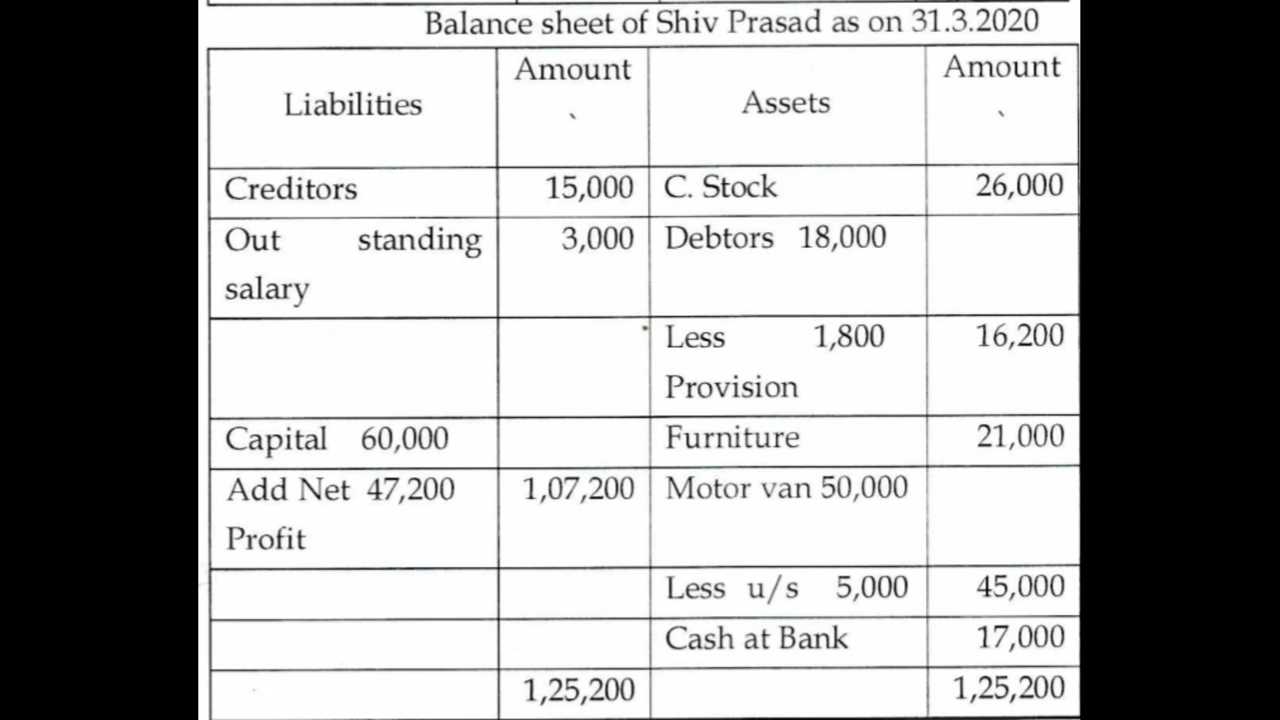 Balance sheet of Shiv Prasad as on 31.3.2020
Liabilities Amount ` Assets Amount `
Creditors 15,000 C. Stock 26,000
Out standing 3,000 Debtors 18,000
salary
Less 1,800 16,200
Provision
Capital 60,000 Furniture 21,000
Add Net 47,200 1,07,200 Motor van 50,000
Profit
Less u/s 5,000 45,000
Cash at Bank 17,000
1,25,200 1,25,200